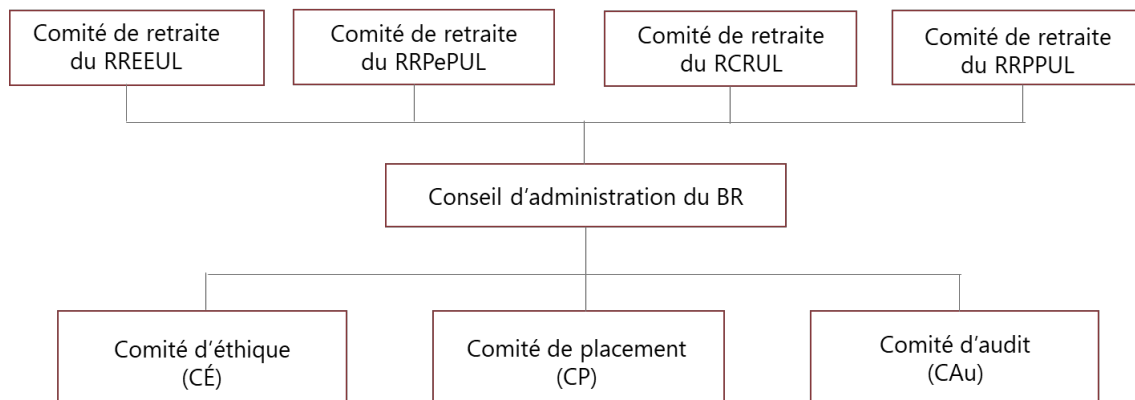 Comité de retraite
du RREEUL
Comité de retraite
du RRPePUL
Comité de retraite
du RCRUL
Comité de retraite
du RRPPUL
Conseil d’administration du BR
Comité d’éthique
(CÉ)
Comité de placement
(CP)
Comité d’audit
(CAu)